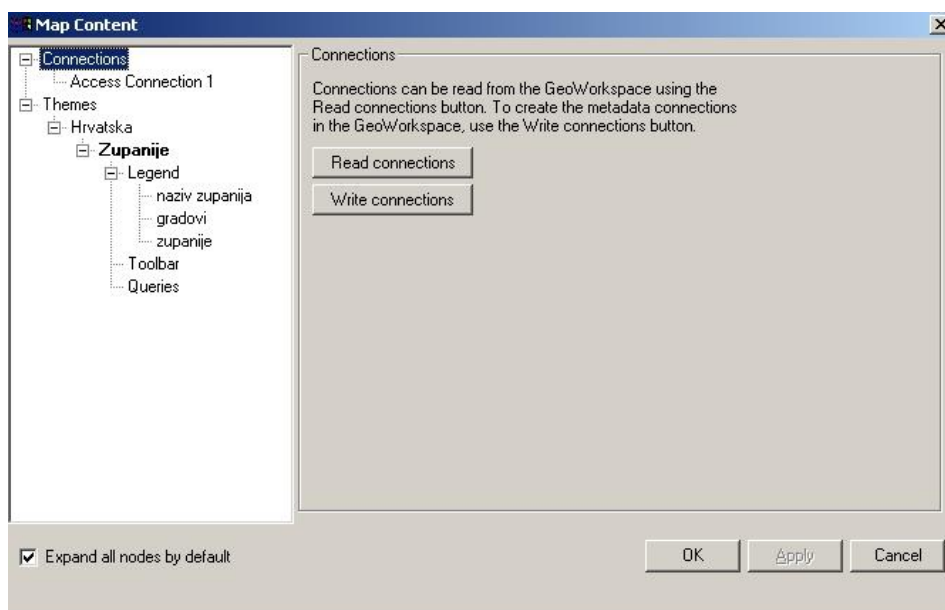 Map Content
Connections
Access Connection 1
Themes
Hrvatska
Zupanije
Legend
naziv zupanija
gradovi
zupanije
Toolbar
Queries
Connections
Connections can be read from the GeoWorkspace using the
Read connections button. To create the metadata connections
in the GeoWorkspace, use the Write connections button.
Read connections
Write connections
Expand all nodes by default
OK
Apply
Cancel